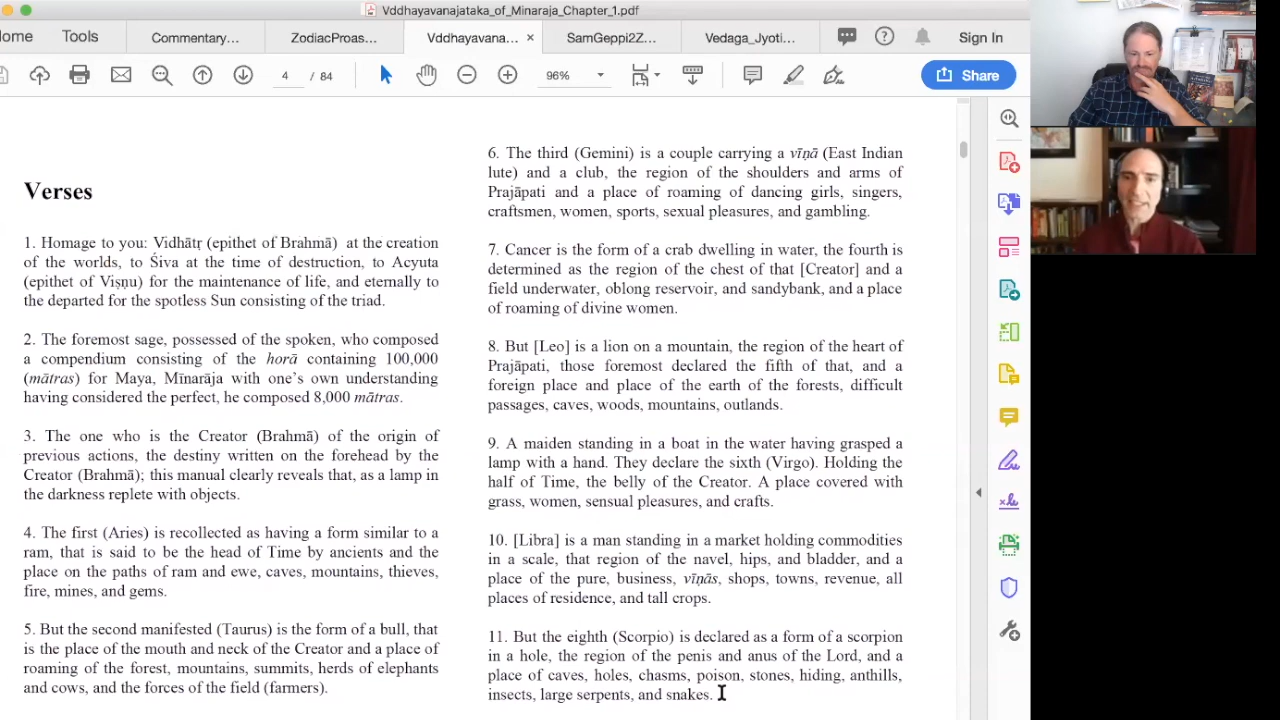 Vddhayavanajataka_of_Minaraja_Chapter_1.pdf
ome
Tools
Commentary...
ZodiacProas...
Vddhayavana...
SamGeppi2Z...
Vedaga_Jyoti...
Sign In
4 / 84
96%
Share
Verses
1. Homage to you: Vidhātṛ (epithet of Brahmā) at the creation
of the worlds, to Śiva at the time of destruction, to Acyuta
(epithet of Viṣṇu) for the maintenance of life, and eternally to
the departed for the spotless Sun consisting of the triad.
2. The foremost sage, possessed of the spoken, who composed
a compendium consisting of the horā containing 100,000
(mātras) for Maya, Mīnarāja with one's own understanding
having considered the perfect, he composed 8,000 mātras.
3. The one who is the Creator (Brahmā) of the origin of
previous actions, the destiny written on the forehead by the
Creator (Brahmā); this manual clearly reveals that, as a lamp in
the darkness replete with objects.
4. The first (Aries) is recollected as having a form similar to a
ram, that is said to be the head of Time by ancients and the
place on the paths of ram and ewe, caves, mountains, thieves,
fire, mines, and gems.
5. But the second manifested (Taurus) is the form of a bull, that
is the place of the mouth and neck of the Creator and a place of
roaming of the forest, mountains, summits, herds of elephants
and cows, and the forces of the field (farmers).
6. The third (Gemini) is a couple carrying a vīṇā (East Indian
lute) and a club, the region of the shoulders and arms of
Prajāpati and a place of roaming of dancing girls, singers,
craftsmen, women, sports, sexual pleasures, and gambling.
7. Cancer is the form of a crab dwelling in water, the fourth is
determined as the region of the chest of that [Creator] and a
field underwater, oblong reservoir, and sandybank, and a place
of roaming of divine women.
8. But [Leo] is a lion on a mountain, the region of the heart of
Prajāpati, those foremost declared the fifth of that, and a
foreign place and place of the earth of the forests, difficult
passages, caves, woods, mountains, outlands.
9. A maiden standing in a boat in the water having grasped a
lamp with a hand. They declare the sixth (Virgo). Holding the
half of Time, the belly of the Creator. A place covered with
grass, women, sensual pleasures, and crafts.
10. [Libra] is a man standing in a market holding commodities
in a scale, that region of the navel, hips, and bladder, and a
place of the pure, business, vīṇās, shops, towns, revenue, all
places of residence, and tall crops.
11. But the eighth (Scorpio) is declared as a form of a scorpion
in a hole, the region of the penis and anus of the Lord, and a
place of caves, holes, chasms, poison, stones, hiding, anthills,
insects, large serpents, and snakes.